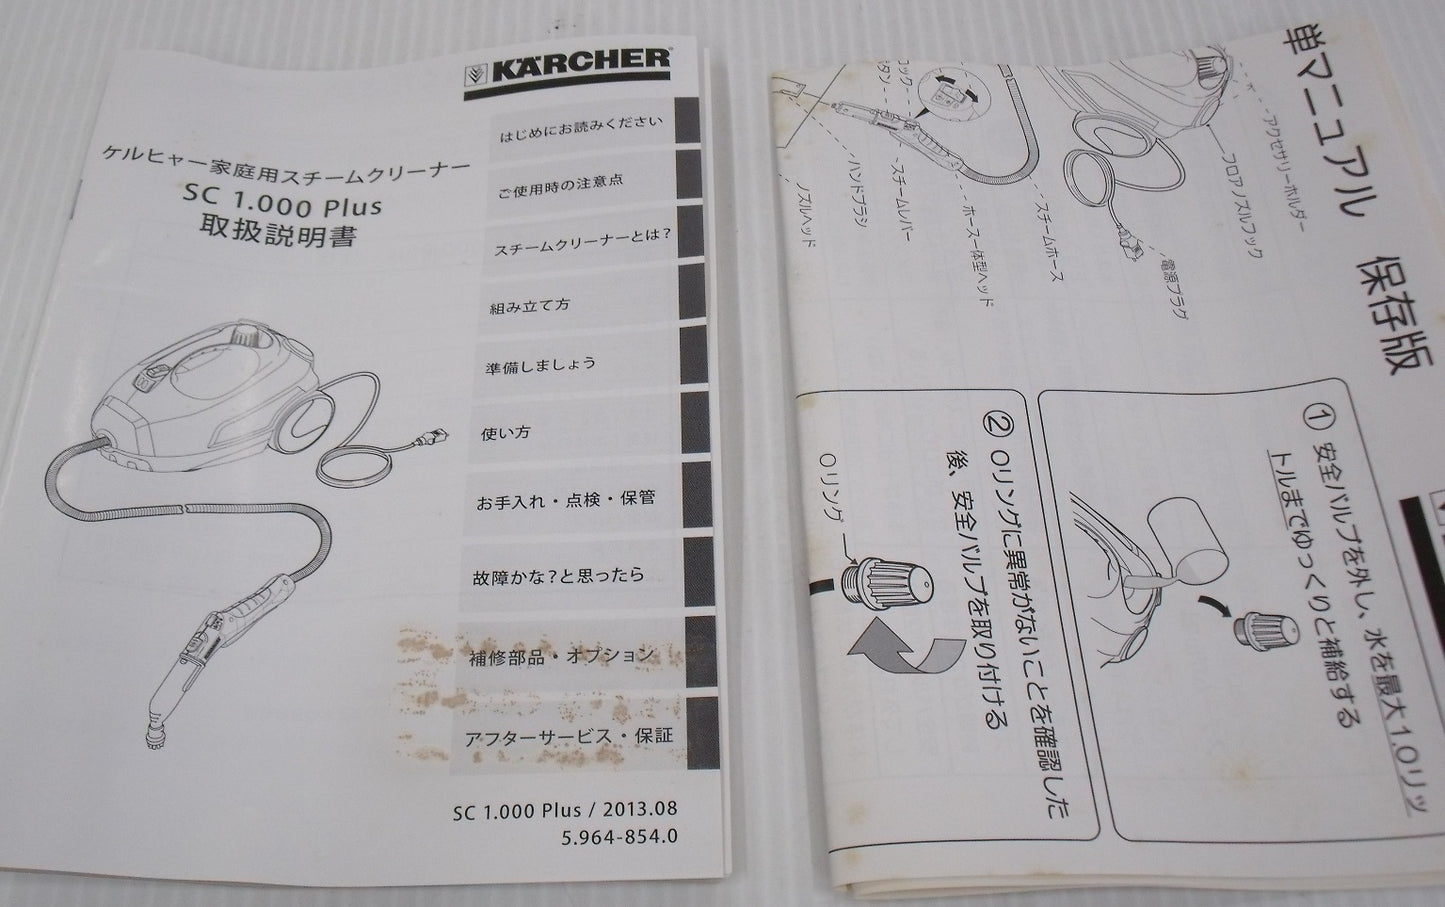 KÄRCHER
ケルヒャー家庭用スチームクリーナー
SC 1.000 Plus
取扱説明書
はじめにお読みください
ご使用時の注意点
スチームクリーナーとは?
組み立て方
準備しましょう
使い方
お手入れ・点検・保管
故障かな?と思ったら
補修部品・オプション
アフターサービス・保証
SC 1.000 Plus / 2013.08
5.964-854.0
単マニュアル 保存版
アクセサリーホルダー
フロアノズルフック
電源プラグ
スチームホース
ホース一体型ヘッド
スチームレバー
ハンドブラシ
ノズルヘッド
① 安全バルブを外し、水を最大1.0リッ
トルまでゆっくりと補給する
② Oリングに異常がないことを確認した
後、安全バルブを取り付ける
Oリング